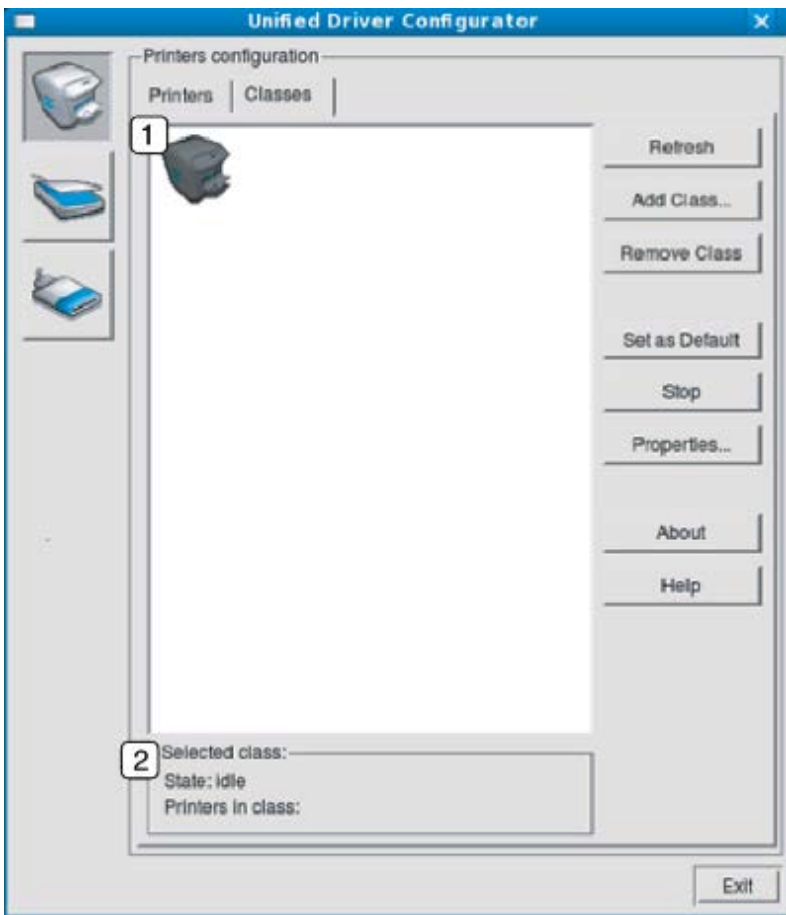 Unified Driver Configurator
Printers configuration
Printers
Classes
1
Refresh
Add Class...
Remove Class
Set as Default
Stop
Properties...
About
Help
2
Selected class:
State: idle
Printers in class:
Exit